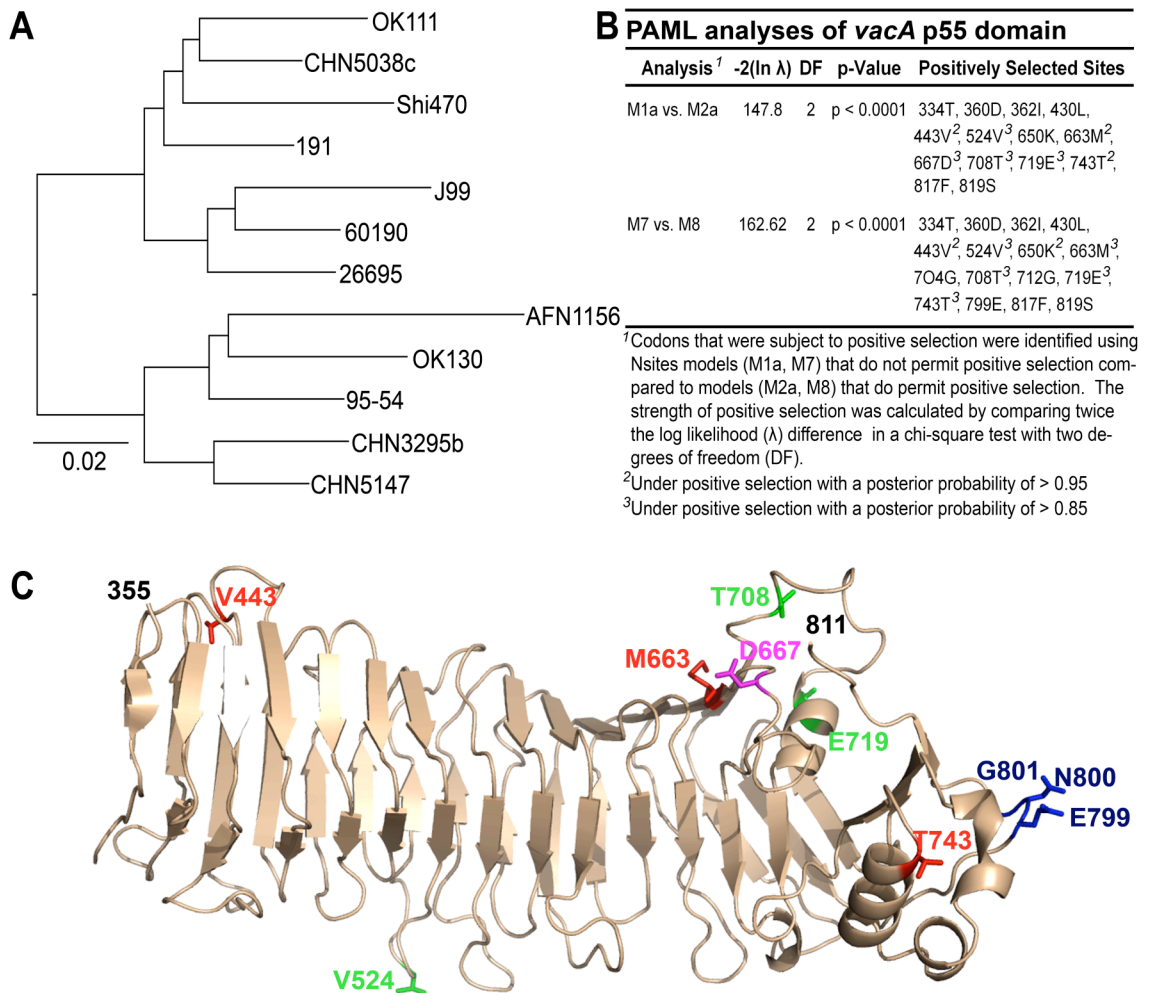 A
OK111
CHN5038c
Shi470
191
J99
60190
26695
AFN1156
OK130
95-54
CHN3295b
CHN5147
0.02
B
PAML analyses of vacA p55 domain
Analysis¹ -2(ln λ) DF p-Value Positively Selected Sites
M1a vs. M2a 147.8 2 p < 0.0001 334T, 360D, 362I, 430L,
443V², 524V³, 650K, 663M²,
667D³, 708T³, 719E³, 743T²,
817F, 819S
M7 vs. M8 162.62 2 p < 0.0001 334T, 360D, 362I, 430L,
443V², 524V³, 650K², 663M³,
7O4G, 708T³, 712G, 719E³,
743T³, 799E, 817F, 819S
¹Codons that were subject to positive selection were identified using
Nsites models (M1a, M7) that do not permit positive selection com-
pared to models (M2a, M8) that do permit positive selection. The
strength of positive selection was calculated by comparing twice
the log likelihood (λ) difference in a chi-square test with two de-
grees of freedom (DF).
²Under positive selection with a posterior probability of > 0.95
³Under positive selection with a posterior probability of > 0.85
C
355
V443
T708
811
M663
D667
E719
G801
N800
E799
T743
V524